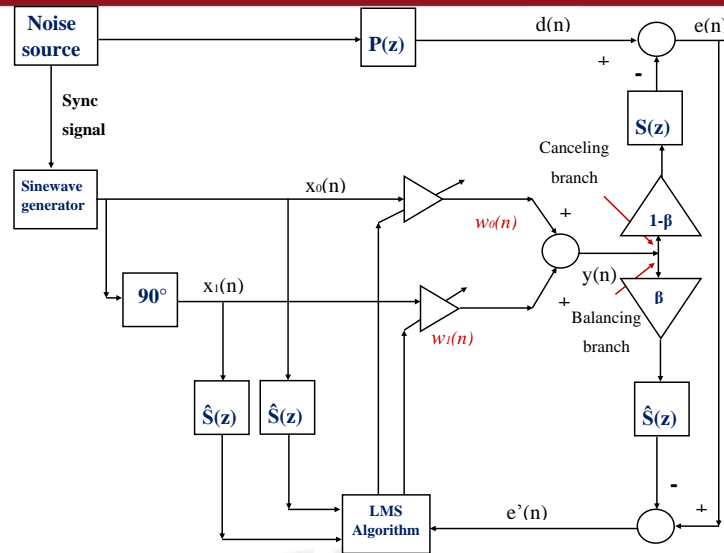 Noise
source
P(z)
d(n)
e(n)
+
-
Sync
signal
S(z)
Canceling
branch
Sinewave
generator
x₀(n)
w₀(n)
+
1-β
y(n)
90°
x₁(n)
+
β
w₁(n)
Balancing
branch
Ŝ(z)
Ŝ(z)
Ŝ(z)
-
+
LMS
Algorithm
e’(n)